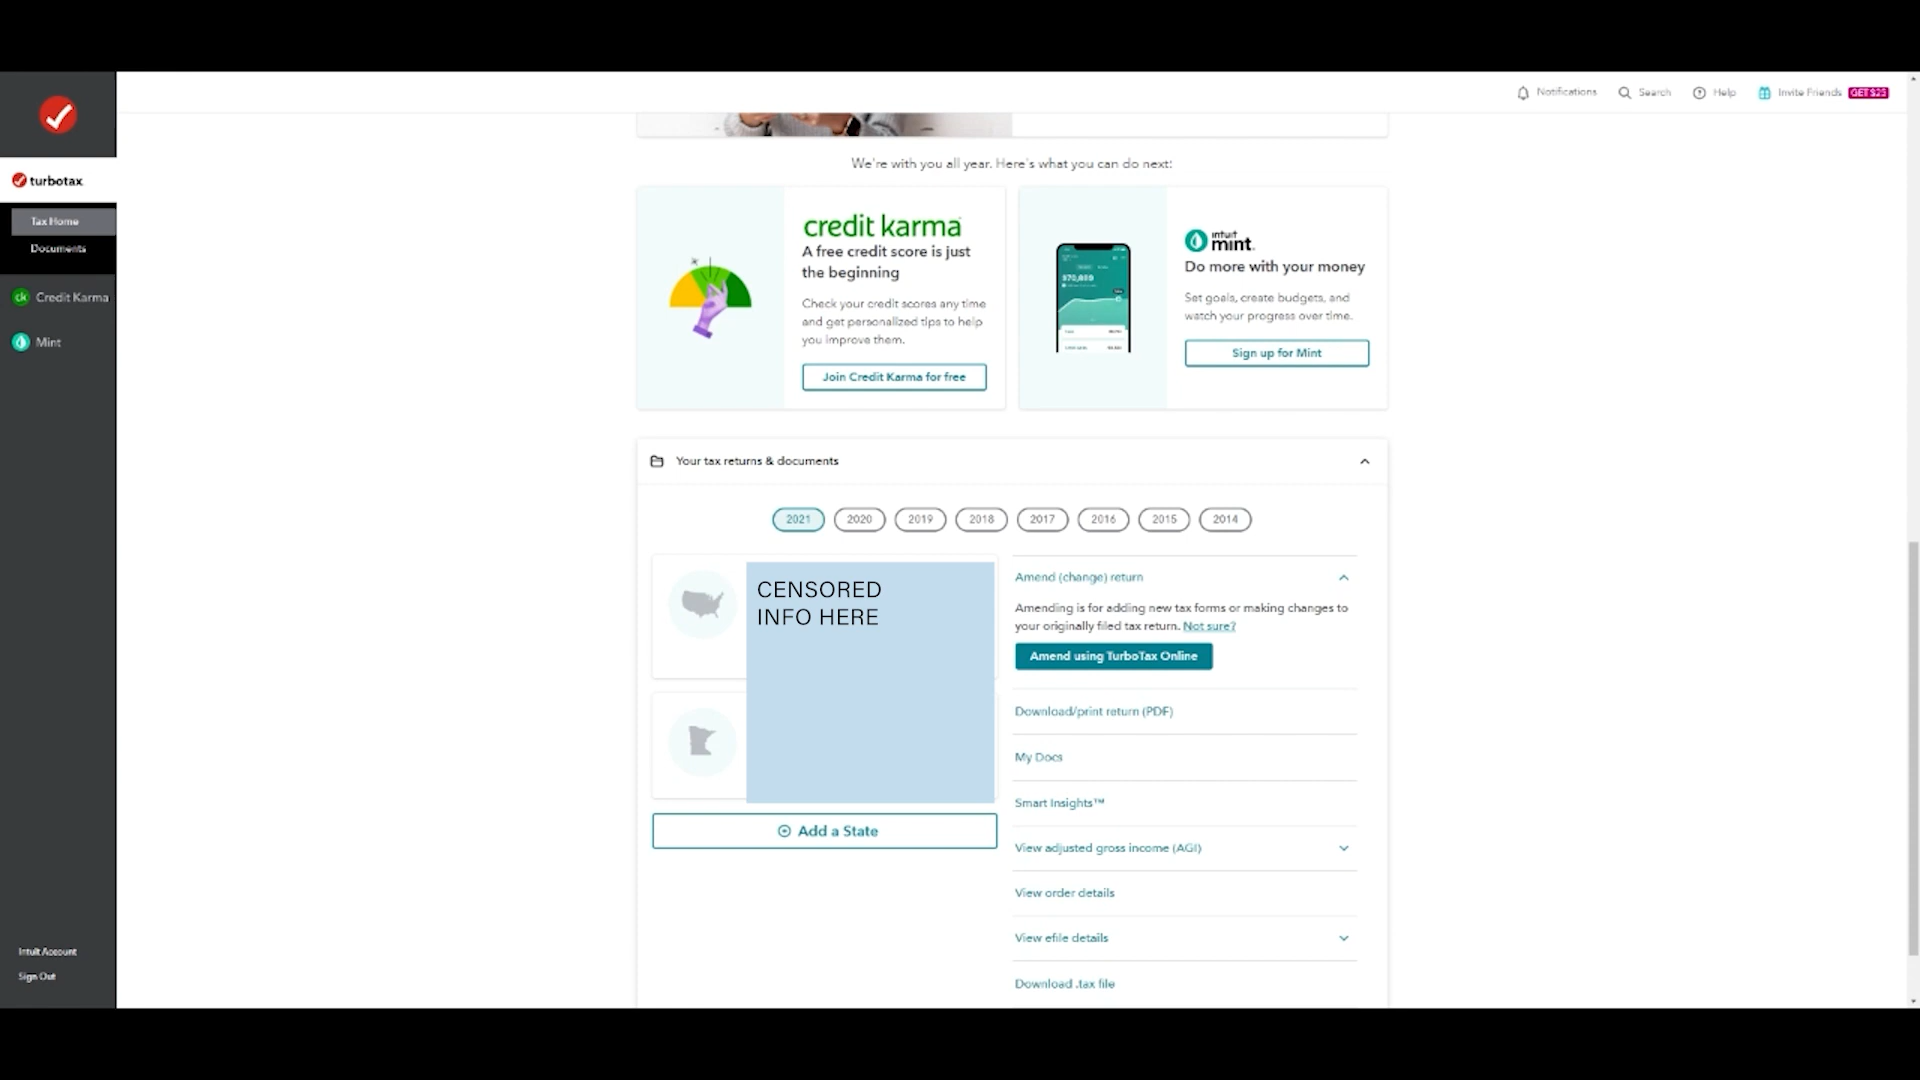 Notifications
Search
Help
Invite Friends
GET $25
turbotax
Tax Home
Documents
ck
Credit Karma
Mint
We're with you all year. Here's what you can do next:
credit karma
A free credit score is just
the beginning
Check your credit scores any time
and get personalized tips to help
you improve them.
Join Credit Karma for free
intuit
mint.
Do more with your money
Set goals, create budgets, and
watch your progress over time.
Sign up for Mint
Your tax returns & documents
2021
2020
2019
2018
2017
2016
2015
2014
CENSORED
INFO HERE
Add a State
Amend (change) return
Amending is for adding new tax forms or making changes to
your originally filed tax return. Not sure?
Amend using TurboTax Online
Download/print return (PDF)
My Docs
Smart Insights™
View adjusted gross income (AGI)
View order details
View efile details
Download .tax file
Intuit Account
Sign Out